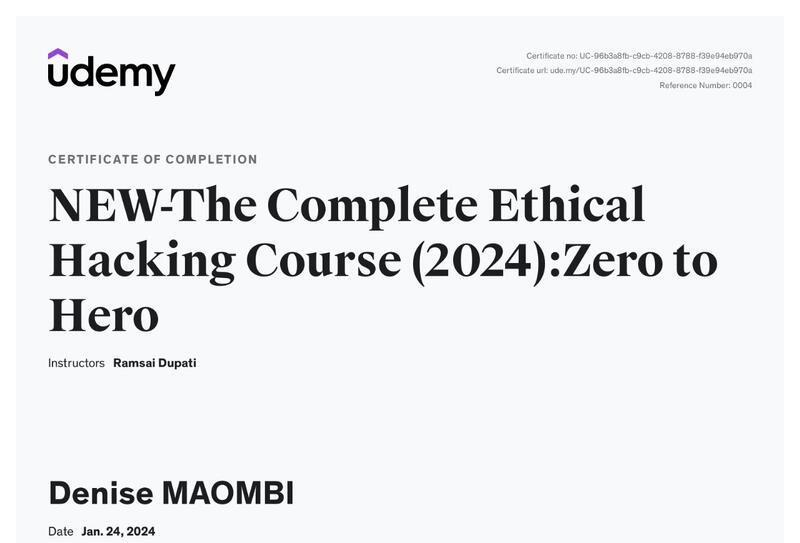 udemy
Certificate no: UC-96b3a8fb-c9cb-4208-8788-f39e94eb970a
Certificate url: ude.my/UC-96b3a8fb-c9cb-4208-8788-f39e94eb970a
Reference Number: 0004
CERTIFICATE OF COMPLETION
NEW-The Complete Ethical
Hacking Course (2024):Zero to
Hero
Instructors Ramsai Dupati
Denise MAOMBI
Date Jan. 24, 2024